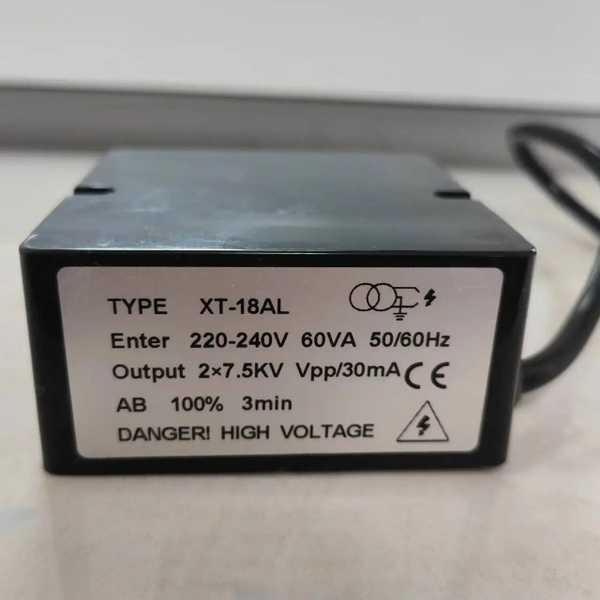 TYPE XT-18AL
Enter 220-240V 60VA 50/60Hz
Output 2×7.5KV Vpp/30mA CE
AB 100% 3min
DANGER! HIGH VOLTAGE